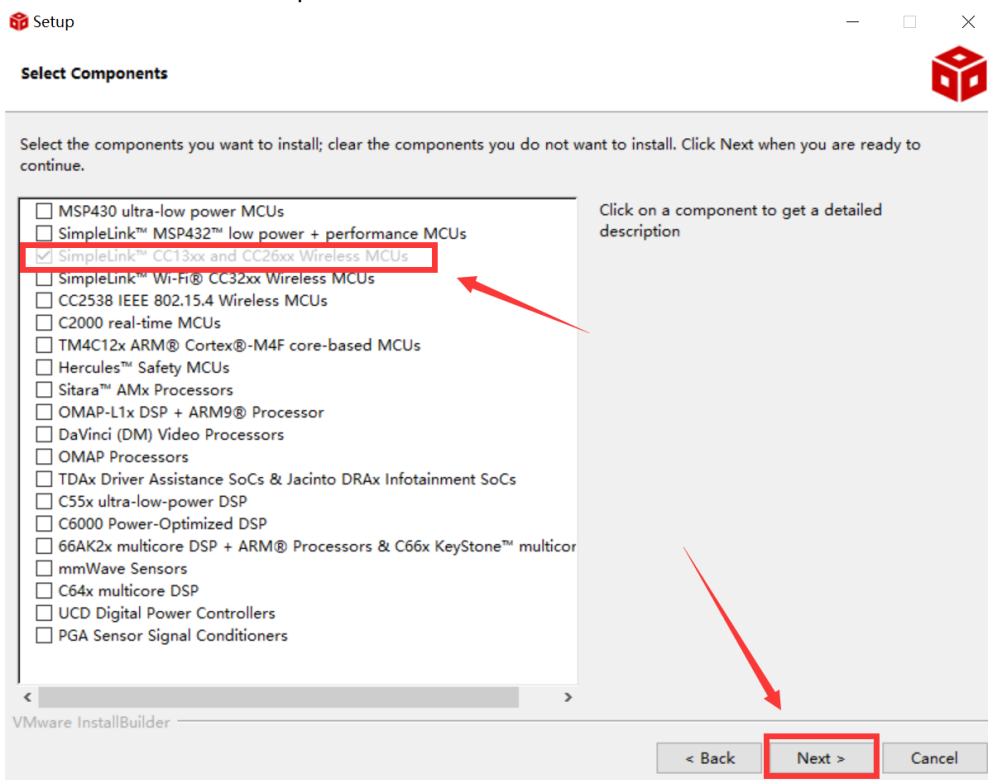 Setup
Select Components
Select the components you want to install; clear the components you do not want to install. Click Next when you are ready to
continue.
MSP430 ultra-low power MCUs
SimpleLink™ MSP432™ low power + performance MCUs
SimpleLink™ CC13xx and CC26xx Wireless MCUs
SimpleLink™ Wi-Fi® CC32xx Wireless MCUs
CC2538 IEEE 802.15.4 Wireless MCUs
C2000 real-time MCUs
TM4C12x ARM® Cortex®-M4F core-based MCUs
Hercules™ Safety MCUs
Sitara™ AMx Processors
OMAP-L1x DSP + ARM9® Processor
DaVinci (DM) Video Processors
OMAP Processors
TDAx Driver Assistance SoCs & Jacinto DRAx Infotainment SoCs
C55x ultra-low-power DSP
C6000 Power-Optimized DSP
66AK2x multicore DSP + ARM® Processors & C66x KeyStone™ multicor
mmWave Sensors
C64x multicore DSP
UCD Digital Power Controllers
PGA Sensor Signal Conditioners
Click on a component to get a detailed
description
VMware InstallBuilder
< Back
Next >
Cancel